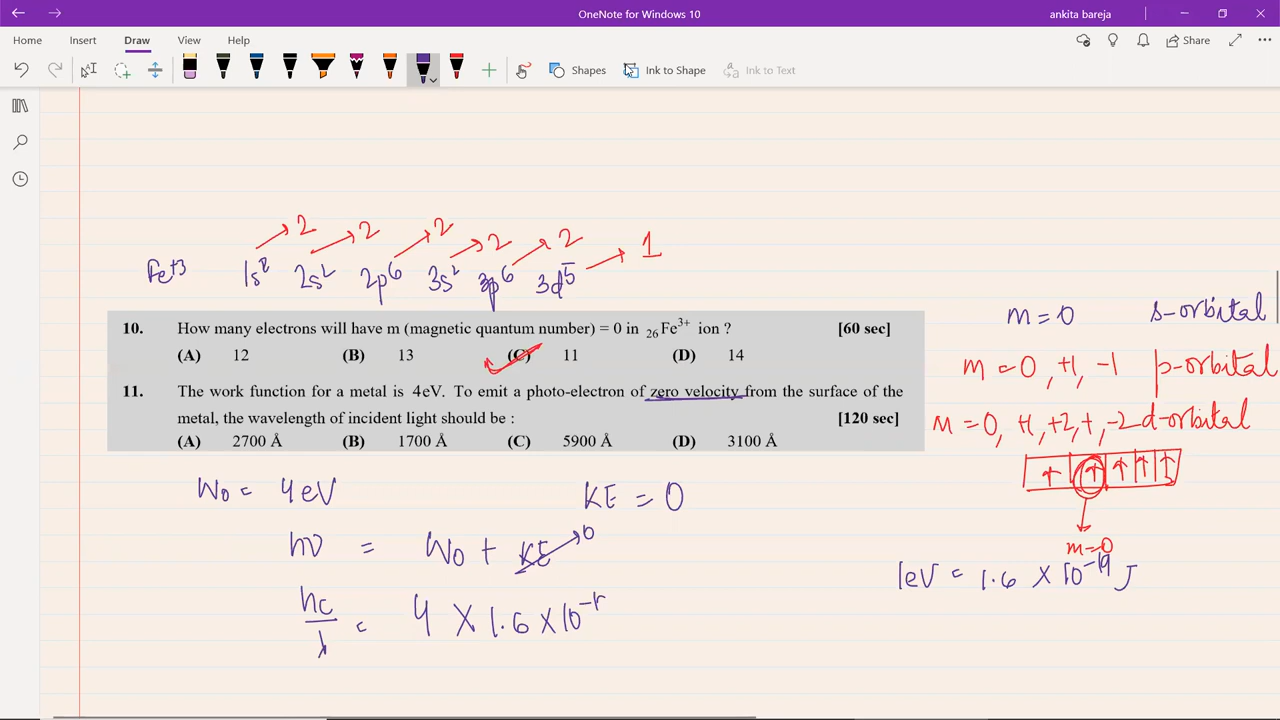 OneNote for Windows 10
ankita bareja
Home Insert Draw View Help
Share
Shapes Ink to Shape Ink to Text
2 2 2 2 2 1
Fe+3 1s2 2s2 2p6 3s2 3p6 3d5
10. How many electrons will have m (magnetic quantum number) = 0 in 26Fe3+ ion ? [60 sec]
(A) 12 (B) 13 (C) 11 (D) 14
11. The work function for a metal is 4eV. To emit a photo-electron of zero velocity from the surface of the
metal, the wavelength of incident light should be : [120 sec]
(A) 2700 Å (B) 1700 Å (C) 5900 Å (D) 3100 Å
m = 0 s-orbital
m = 0, +1, -1 p-orbital
m = 0, +1, +2, +, -2 d-orbital
m=0
W0 = 4eV KE = 0
hν = W0 + KE 0
1eV = 1.6 × 10-19 J
hc/λ = 4 × 1.6 × 10